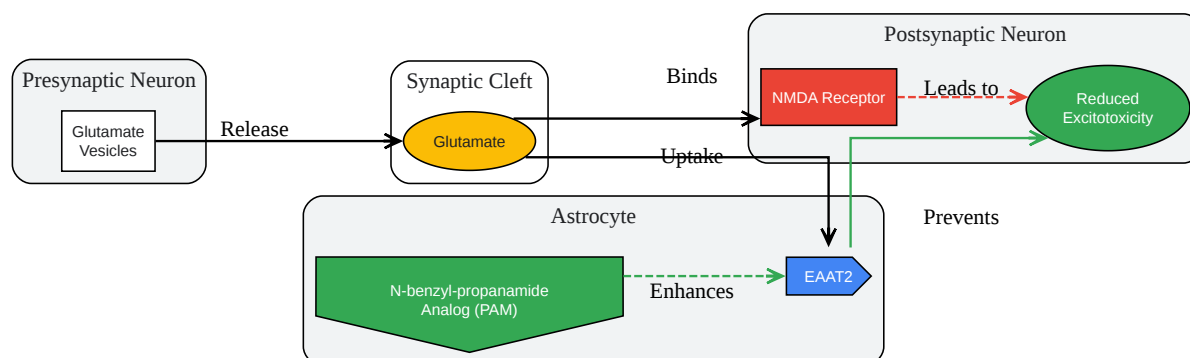 Presynaptic Neuron
Glutamate
Vesicles
Release
Synaptic Cleft
Glutamate
Binds
Uptake
Postsynaptic Neuron
NMDA Receptor
Leads to
Reduced
Excitotoxicity
Prevents
Astrocyte
N-benzyl-propanamide
Analog (PAM)
Enhances
EAAT2